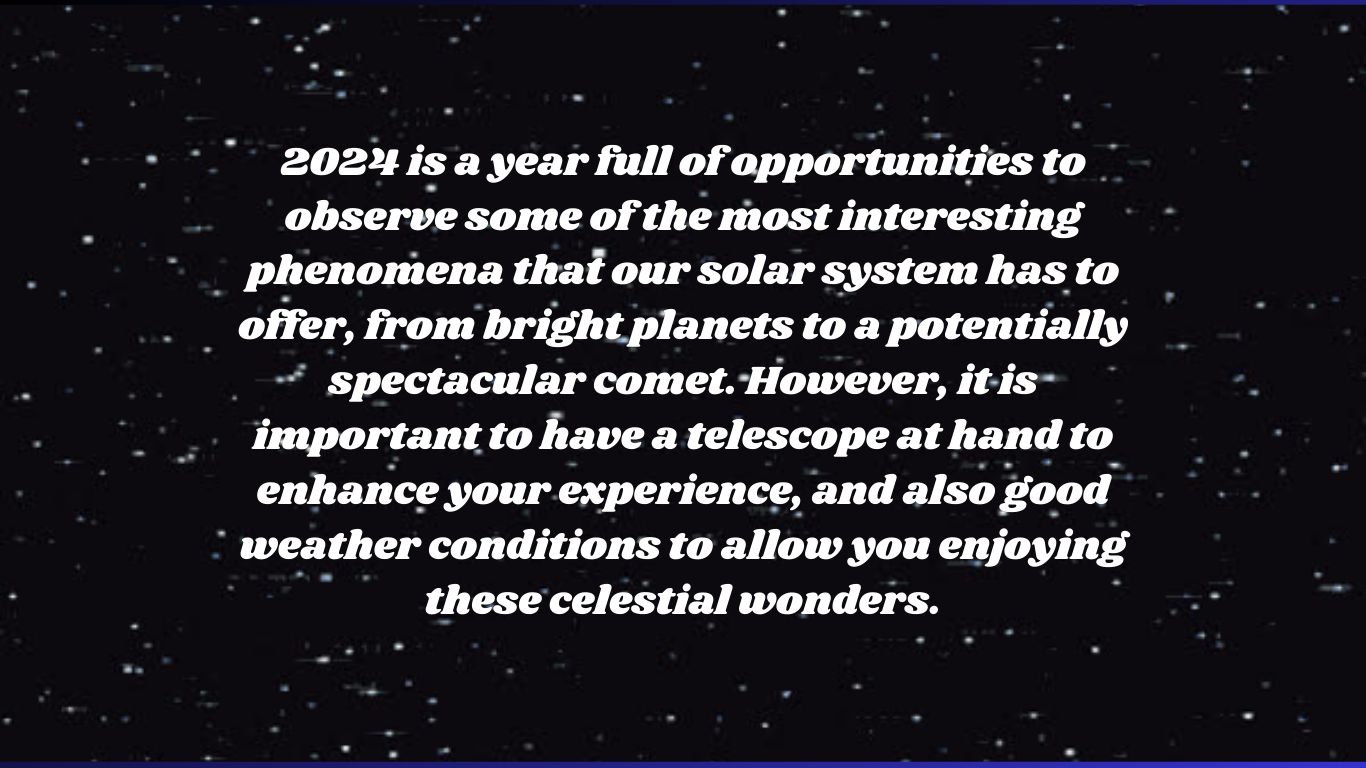 2024 is a year full of opportunities to
observe some of the most interesting
phenomena that our solar system has to
offer, from bright planets to a potentially
spectacular comet. However, it is
important to have a telescope at hand to
enhance your experience, and also good
weather conditions to allow you enjoying
these celestial wonders.